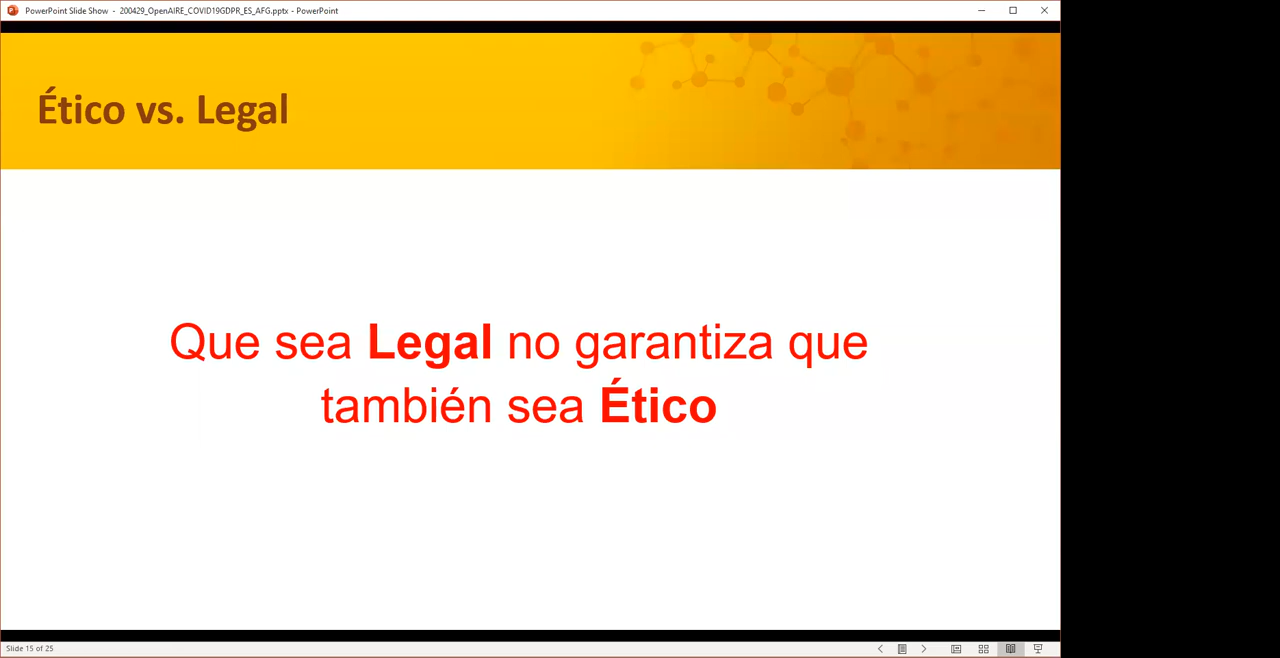 PowerPoint Slide Show - 200429_OpenAIRE_COVID19GDPR_ES_AFG.pptx - PowerPoint
Ético vs. Legal
Que sea Legal no garantiza que
también sea Ético
Slide 15 of 25